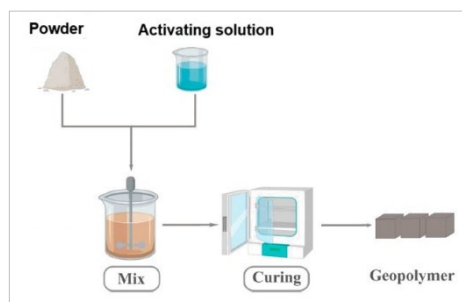 Powder
Activating solution
Mix
Curing
Geopolymer